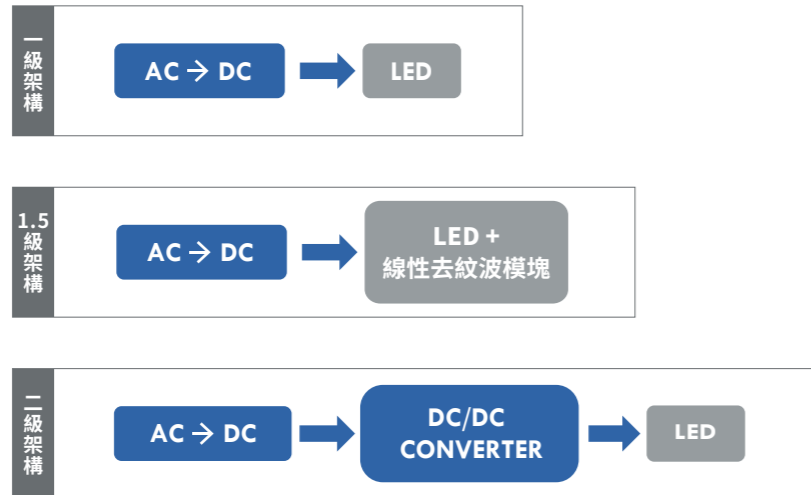 一級架構
AC → DC
LED
1.5級架構
AC → DC
LED +
線性去紋波模塊
二級架構
AC → DC
DC/DC
CONVERTER
LED